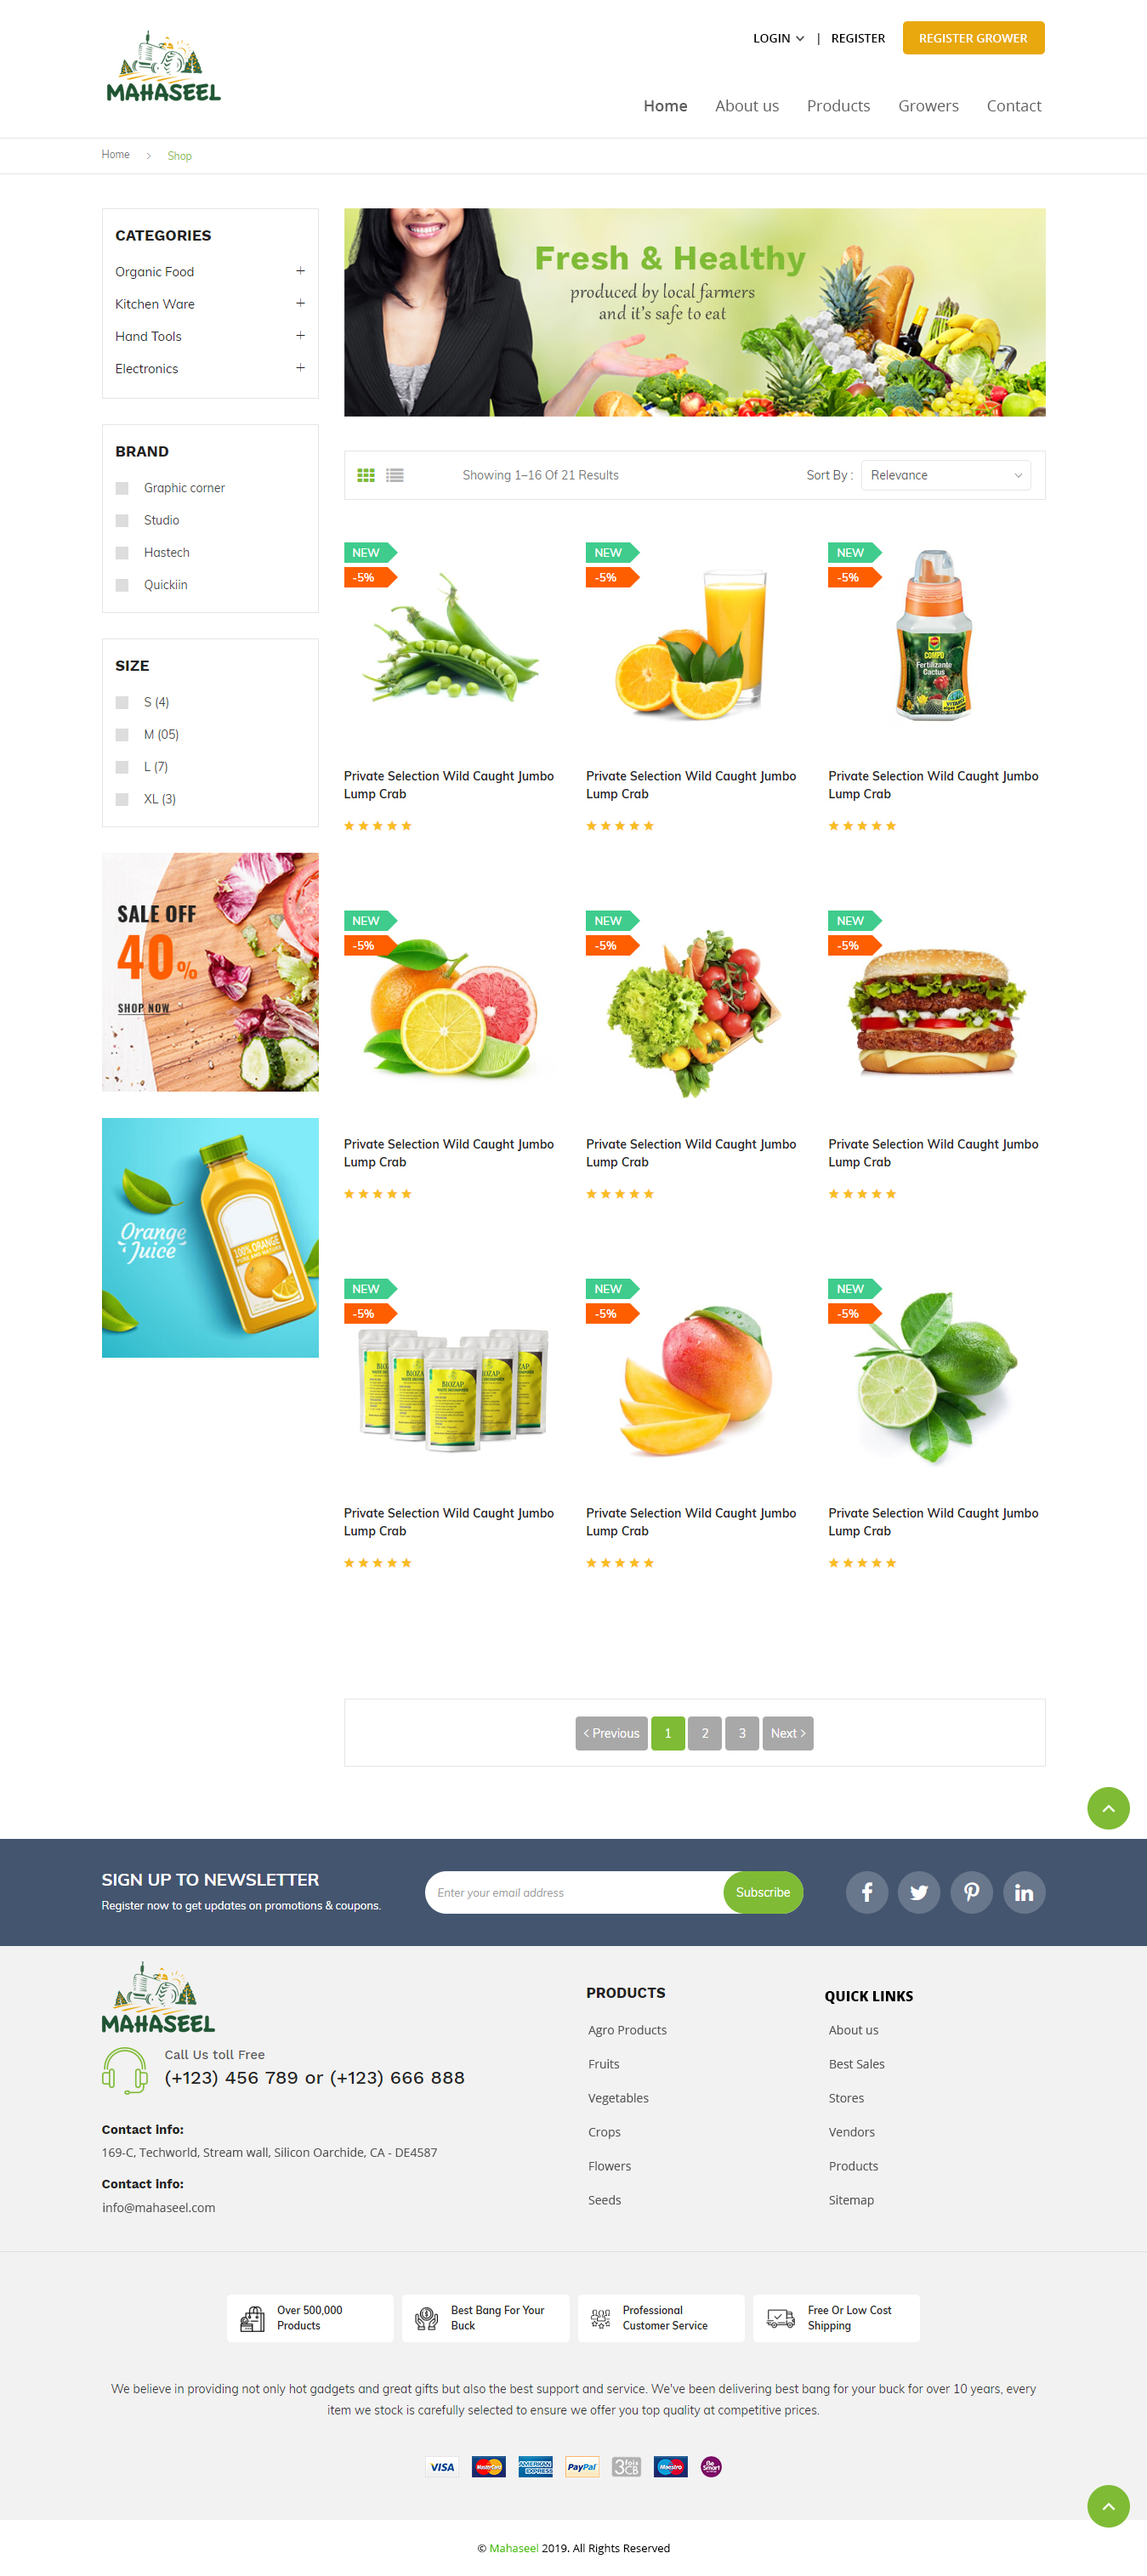 MAHASEEL
LOGIN | REGISTER REGISTER GROWER
Home About us Products Growers Contact
Home > Shop
CATEGORIES
Organic Food +
Kitchen Ware +
Hand Tools +
Electronics +
BRAND
Graphic corner
Studio
Hastech
Quickiin
SIZE
S (4)
M (05)
L (7)
XL (3)
SALE OFF
40%
SHOP NOW
Orange
Juice
100% ORANGE
Fresh & Healthy
produced by local farmers
and it's safe to eat
Showing 1–16 Of 21 Results Sort By : Relevance
NEW NEW NEW
-5% -5% -5%
COMPO
Fertilizante
Cactus
Private Selection Wild Caught Jumbo
Lump Crab
Private Selection Wild Caught Jumbo
Lump Crab
Private Selection Wild Caught Jumbo
Lump Crab
NEW NEW NEW
-5% -5% -5%
Private Selection Wild Caught Jumbo
Lump Crab
Private Selection Wild Caught Jumbo
Lump Crab
Private Selection Wild Caught Jumbo
Lump Crab
NEW NEW NEW
-5% -5% -5%
BIOZAP
Private Selection Wild Caught Jumbo
Lump Crab
Private Selection Wild Caught Jumbo
Lump Crab
Private Selection Wild Caught Jumbo
Lump Crab
< Previous 1 2 3 Next >
SIGN UP TO NEWSLETTER
Register now to get updates on promotions & coupons.
Enter your email address Subscribe
MAHASEEL
Call Us toll Free
(+123) 456 789 or (+123) 666 888
Contact info:
169-C, Techworld, Stream wall, Silicon Oarchide, CA - DE4587
Contact info:
info@mahaseel.com
PRODUCTS
Agro Products
Fruits
Vegetables
Crops
Flowers
Seeds
QUICK LINKS
About us
Best Sales
Stores
Vendors
Products
Sitemap
Over 500,000
Products
Best Bang For Your
Buck
Professional
Customer Service
Free Or Low Cost
Shipping
We believe in providing not only hot gadgets and great gifts but also the best support and service. We've been delivering best bang for your buck for over 10 years, every
item we stock is carefully selected to ensure we offer you top quality at competitive prices.
VISA MasterCard AMERICAN EXPRESS PayPal 3fois CB Maestro Be Smart
© Mahaseel 2019. All Rights Reserved